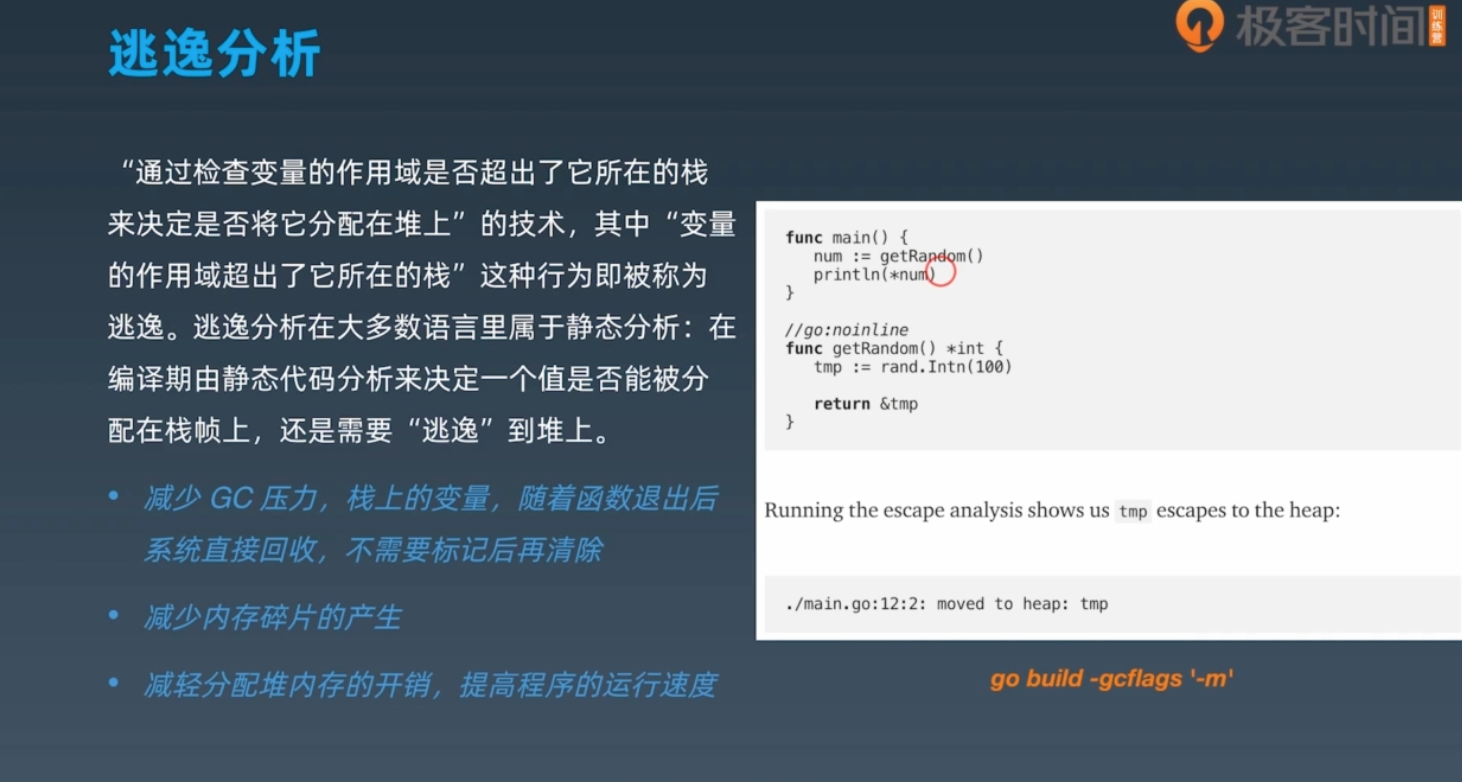 极客时间
训练营
逃逸分析
“通过检查变量的作用域是否超出了它所在的栈
来决定是否将它分配在堆上”的技术，其中“变量
的作用域超出了它所在的栈”这种行为即被称为
逃逸。逃逸分析在大多数语言里属于静态分析：在
编译期由静态代码分析来决定一个值是否能被分
配在栈帧上，还是需要“逃逸”到堆上。
• 减少 GC 压力，栈上的变量，随着函数退出后
系统直接回收，不需要标记后再清除
• 减少内存碎片的产生
• 减轻分配堆内存的开销，提高程序的运行速度
func main() {
num := getRandom()
println(*num)
}
//go:noinline
func getRandom() *int {
tmp := rand.Intn(100)
return &tmp
}
Running the escape analysis shows us tmp escapes to the heap:
./main.go:12:2: moved to heap: tmp
go build -gcflags '-m'